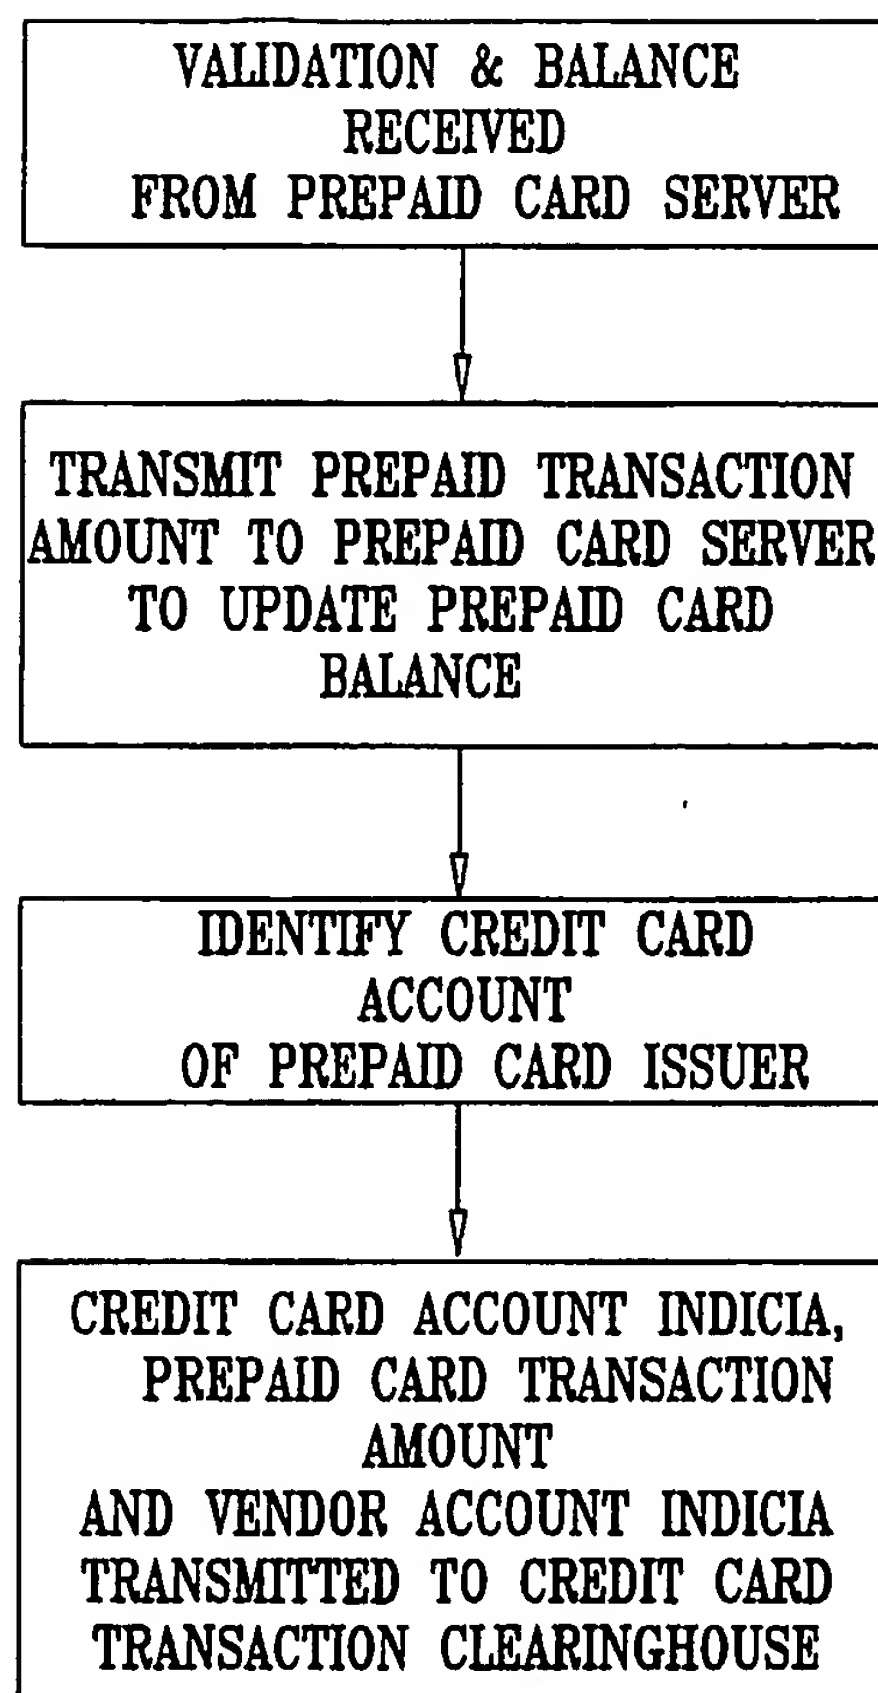 VALIDATION & BALANCE
RECEIVED
FROM PREPAID CARD SERVER
TRANSMIT PREPAID TRANSACTION
AMOUNT TO PREPAID CARD SERVER
TO UPDATE PREPAID CARD
BALANCE
IDENTIFY CREDIT CARD
ACCOUNT
OF PREPAID CARD ISSUER
CREDIT CARD ACCOUNT INDICIA,
PREPAID CARD TRANSACTION
AMOUNT
AND VENDOR ACCOUNT INDICIA
TRANSMITTED TO CREDIT CARD
TRANSACTION CLEARINGHOUSE